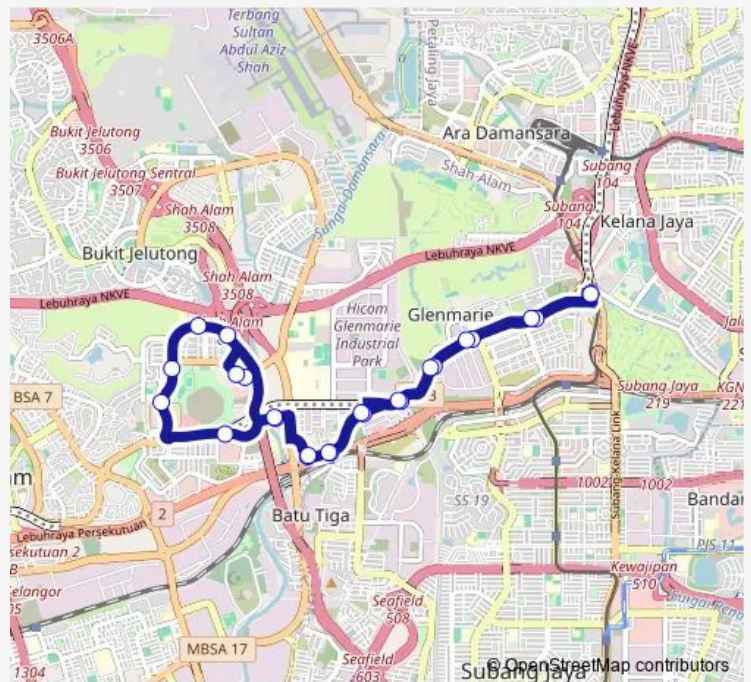 3506A
Terbang
Sultan
Abdul Aziz
Shah
Petaling Jaya
Lebuhraya NKVE
Bukit Jelutong
3506
Ara Damansara
Bukit Jelutong Sentral
3507
Sungai Damansara
Shah Alam
Subang
104
Shah Alam
3508
Subang
104
Kelana Jaya
Bukit Jelutong
Lebuhraya NKVE
Shah Alam
3508
Lebuhraya NKVE
Hicom
Glenmarie
Industrial
Park
Glenmarie
BSA 7
3
Subang Jaya
219
KGN
Subang-Kelana Link
1002
1002
SS 19
Bandar
2
Batu Tiga
Lebuhraya Persekutuan
sekutuan 2
PJS 11
Kewajipan
510
Seafield
508
MBSA 17
Seafield
603
1304
© OpenStreetMap contributors
Subang Jaya